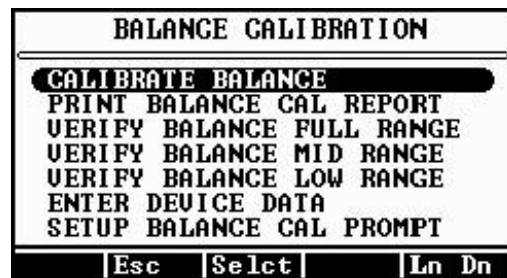 BALANCE CALIBRATION
CALIBRATE BALANCE
PRINT BALANCE CAL REPORT
VERIFY BALANCE FULL RANGE
VERIFY BALANCE MID RANGE
VERIFY BALANCE LOW RANGE
ENTER DEVICE DATA
SETUP BALANCE CAL PROMPT
Esc Selct Ln Dn